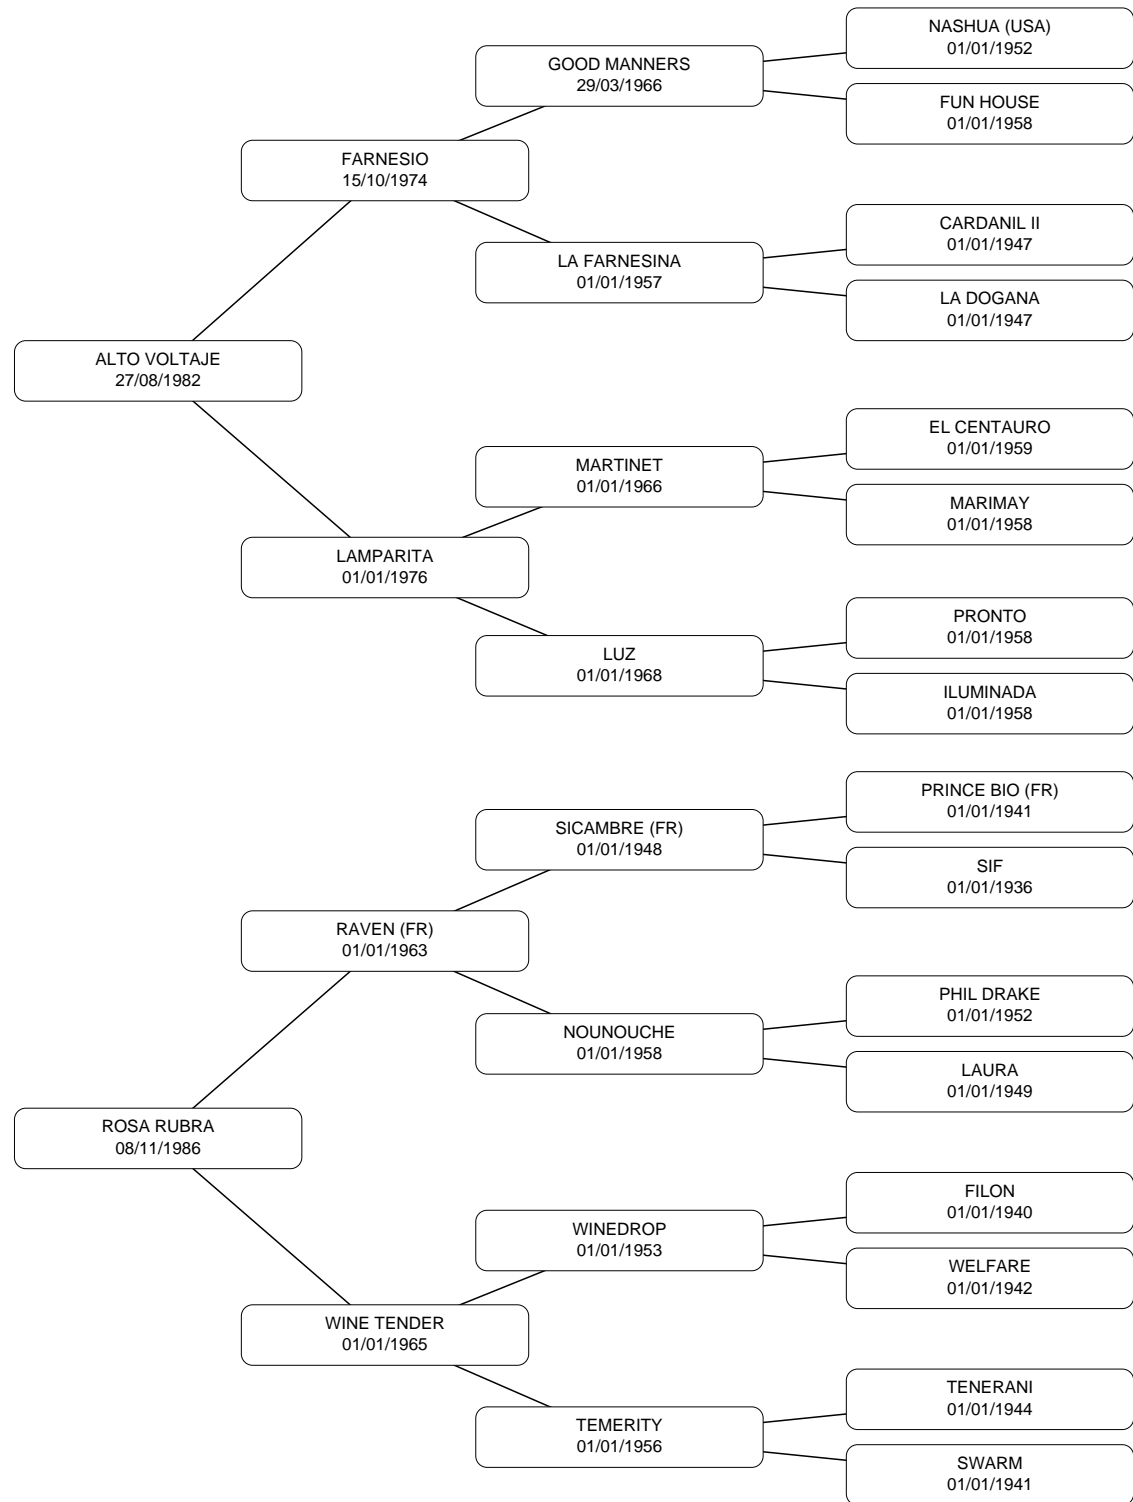 NASHUA (USA)
01/01/1952
GOOD MANNERS
29/03/1966
FUN HOUSE
01/01/1958
FARNESIO
15/10/1974
CARDANIL II
01/01/1947
LA FARNESINA
01/01/1957
LA DOGANA
01/01/1947
ALTO VOLTAJE
27/08/1982
EL CENTAURO
01/01/1959
MARTINET
01/01/1966
MARIMAY
01/01/1958
LAMPARITA
01/01/1976
PRONTO
01/01/1958
LUZ
01/01/1968
ILUMINADA
01/01/1958
PRINCE BIO (FR)
01/01/1941
SICAMBRE (FR)
01/01/1948
SIF
01/01/1936
RAVEN (FR)
01/01/1963
PHIL DRAKE
01/01/1952
NOUNOUCHE
01/01/1958
LAURA
01/01/1949
ROSA RUBRA
08/11/1986
FILON
01/01/1940
WINEDROP
01/01/1953
WELFARE
01/01/1942
WINE TENDER
01/01/1965
TENERANI
01/01/1944
TEMERITY
01/01/1956
SWARM
01/01/1941